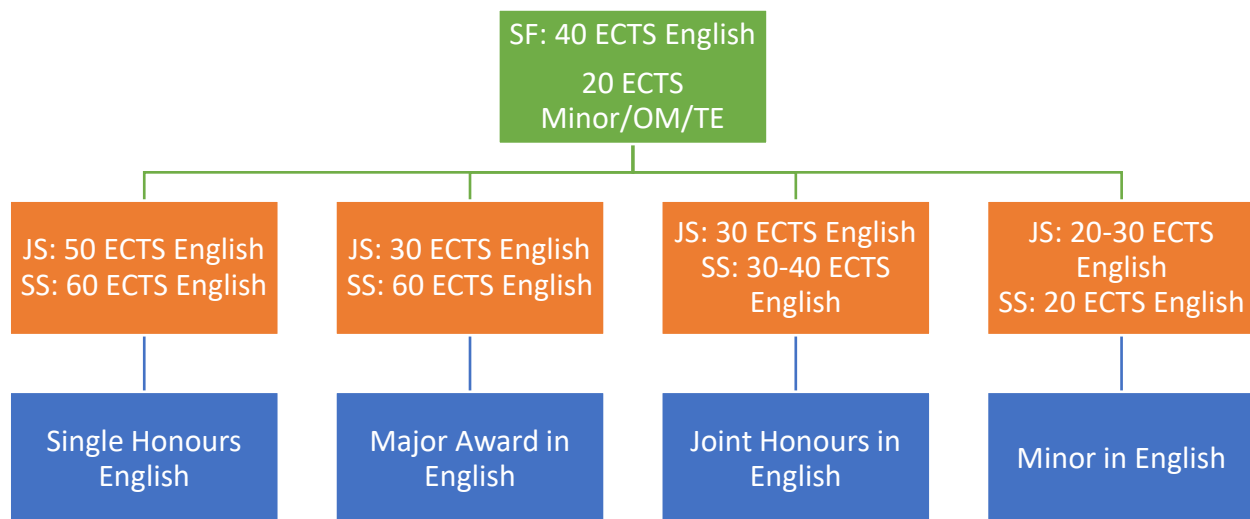 SF: 40 ECTS English
20 ECTS
Minor/OM/TE
JS: 50 ECTS English
SS: 60 ECTS English
JS: 30 ECTS English
SS: 60 ECTS English
JS: 30 ECTS English
SS: 30-40 ECTS
English
JS: 20-30 ECTS
English
SS: 20 ECTS English
Single Honours
English
Major Award in
English
Joint Honours in
English
Minor in English